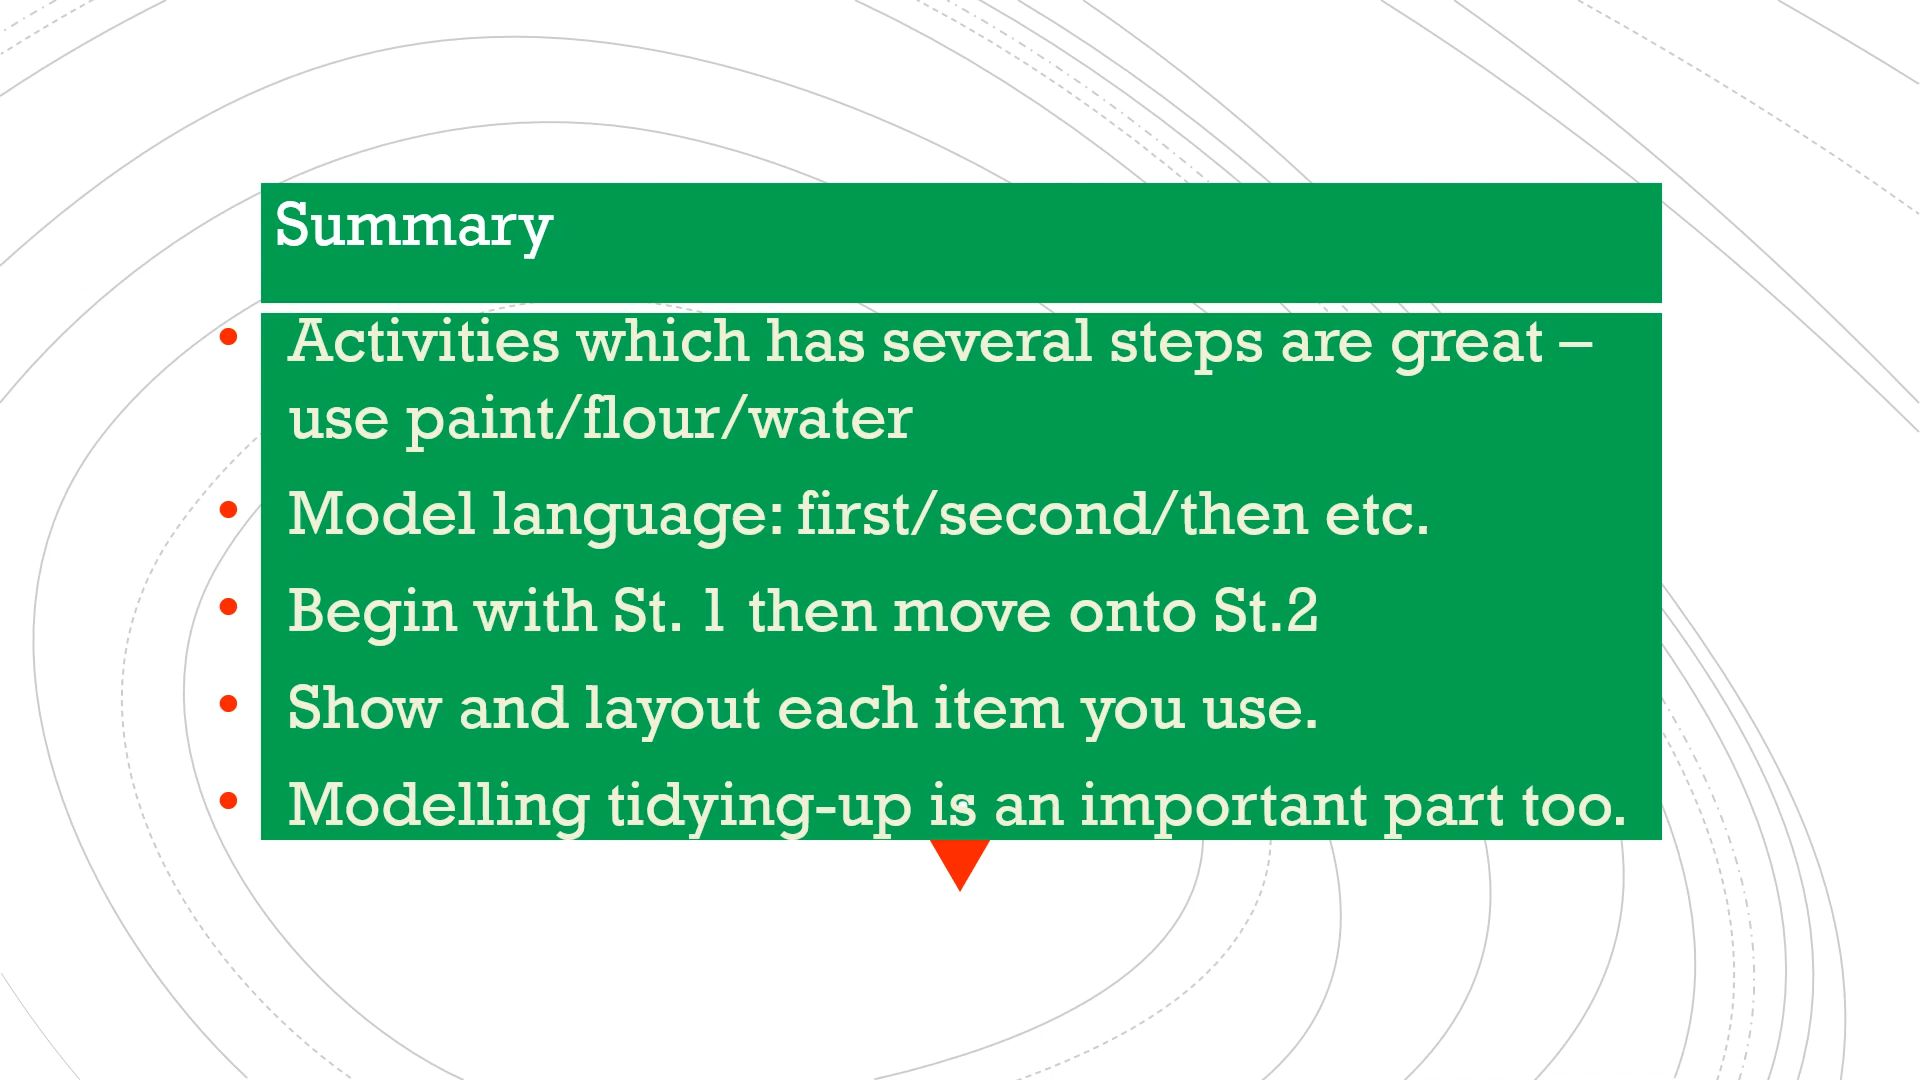 Summary
• Activities which has several steps are great –
use paint/flour/water
• Model language: first/second/then etc.
• Begin with St. 1 then move onto St.2
• Show and layout each item you use.
• Modelling tidying-up is an important part too.